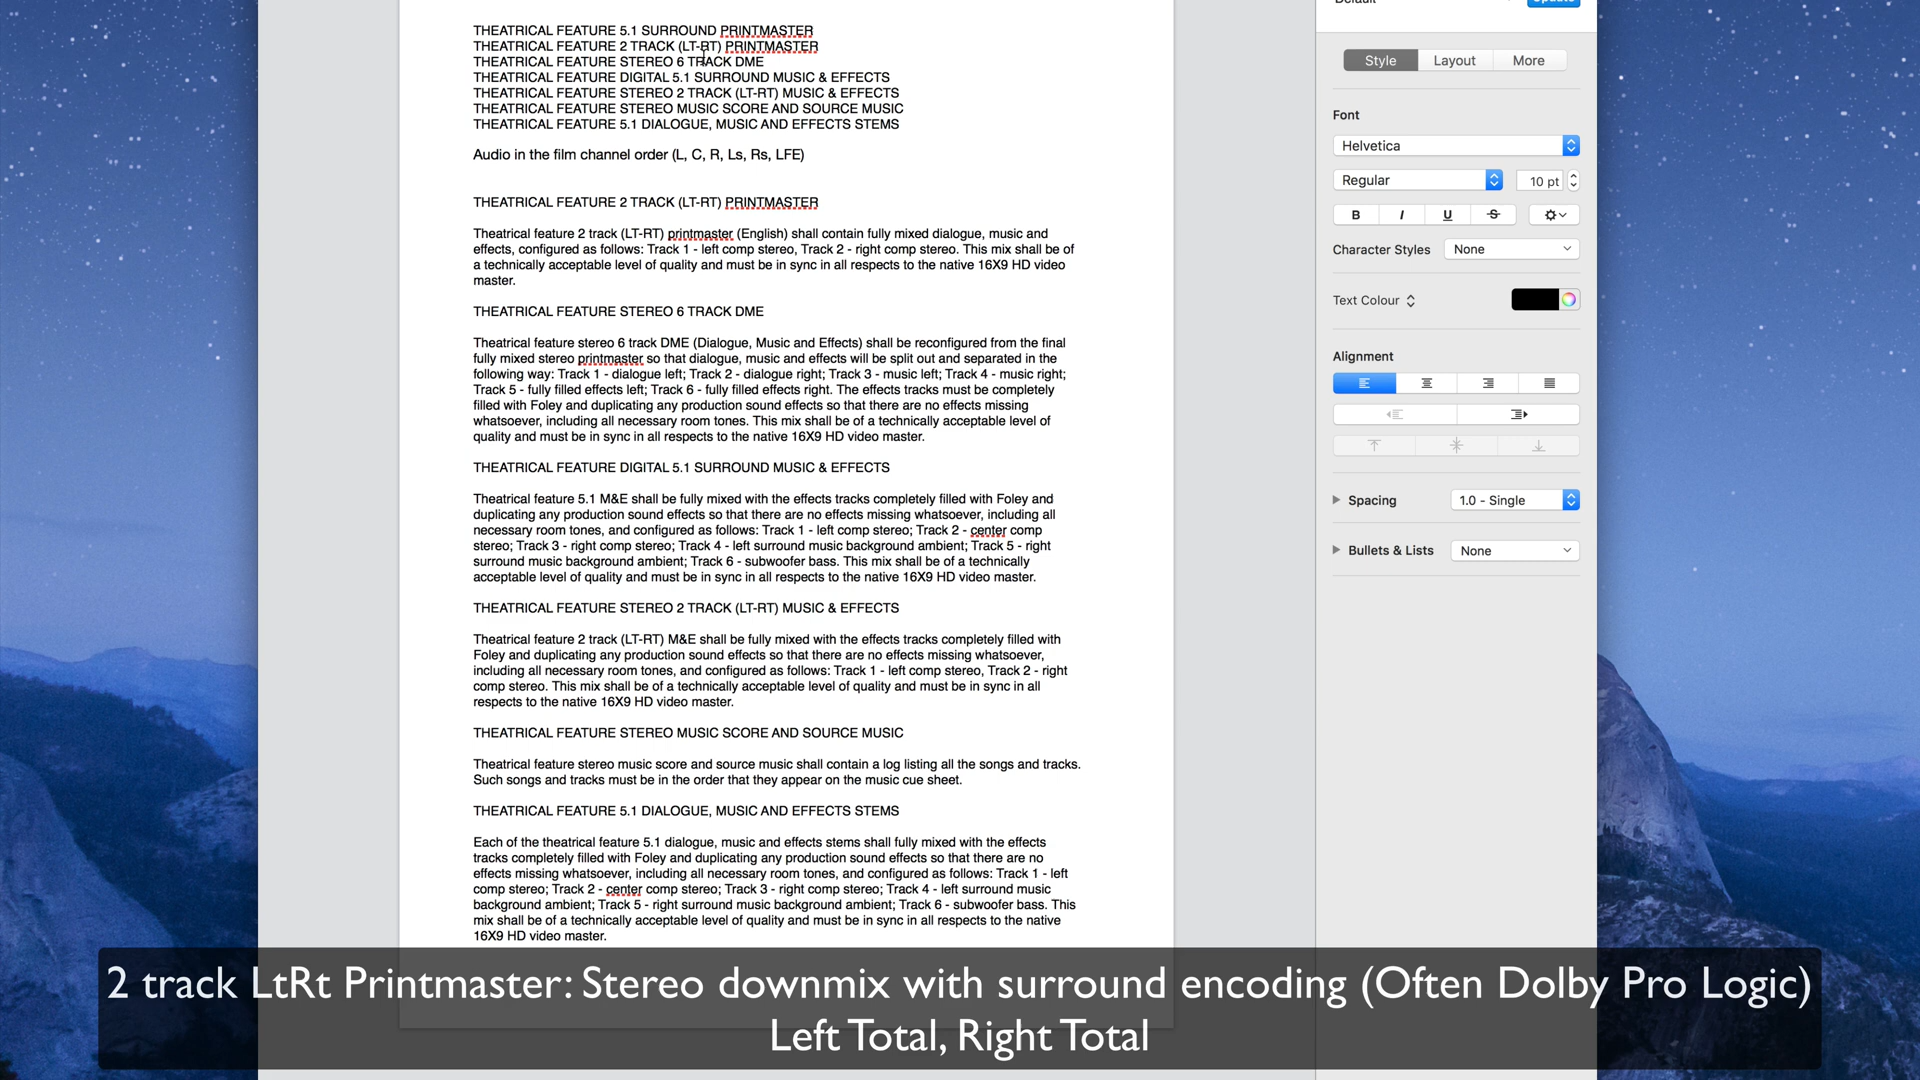 THEATRICAL FEATURE 5.1 SURROUND PRINTMASTER
THEATRICAL FEATURE 2 TRACK (LT-RT) PRINTMASTER
THEATRICAL FEATURE STEREO 6 TRACK DME
THEATRICAL FEATURE DIGITAL 5.1 SURROUND MUSIC & EFFECTS
THEATRICAL FEATURE STEREO 2 TRACK (LT-RT) MUSIC & EFFECTS
THEATRICAL FEATURE STEREO MUSIC SCORE AND SOURCE MUSIC
THEATRICAL FEATURE 5.1 DIALOGUE, MUSIC AND EFFECTS STEMS
Audio in the film channel order (L, C, R, Ls, Rs, LFE)
THEATRICAL FEATURE 2 TRACK (LT-RT) PRINTMASTER
Theatrical feature 2 track (LT-RT) printmaster (English) shall contain fully mixed dialogue, music and
effects, configured as follows: Track 1 - left comp stereo, Track 2 - right comp stereo. This mix shall be of
a technically acceptable level of quality and must be in sync in all respects to the native 16X9 HD video
master.
THEATRICAL FEATURE STEREO 6 TRACK DME
Theatrical feature stereo 6 track DME (Dialogue, Music and Effects) shall be reconfigured from the final
fully mixed stereo printmaster so that dialogue, music and effects will be split out and separated in the
following way: Track 1 - dialogue left; Track 2 - dialogue right; Track 3 - music left; Track 4 - music right;
Track 5 - fully filled effects left; Track 6 - fully filled effects right. The effects tracks must be completely
filled with Foley and duplicating any production sound effects so that there are no effects missing
whatsoever, including all necessary room tones. This mix shall be of a technically acceptable level of
quality and must be in sync in all respects to the native 16X9 HD video master.
THEATRICAL FEATURE DIGITAL 5.1 SURROUND MUSIC & EFFECTS
Theatrical feature 5.1 M&E shall be fully mixed with the effects tracks completely filled with Foley and
duplicating any production sound effects so that there are no effects missing whatsoever, including all
necessary room tones, and configured as follows: Track 1 - left comp stereo; Track 2 - center comp
stereo; Track 3 - right comp stereo; Track 4 - left surround music background ambient; Track 5 - right
surround music background ambient; Track 6 - subwoofer bass. This mix shall be of a technically
acceptable level of quality and must be in sync in all respects to the native 16X9 HD video master.
THEATRICAL FEATURE STEREO 2 TRACK (LT-RT) MUSIC & EFFECTS
Theatrical feature 2 track (LT-RT) M&E shall be fully mixed with the effects tracks completely filled with
Foley and duplicating any production sound effects so that there are no effects missing whatsoever,
including all necessary room tones, and configured as follows: Track 1 - left comp stereo, Track 2 - right
comp stereo. This mix shall be of a technically acceptable level of quality and must be in sync in all
respects to the native 16X9 HD video master.
THEATRICAL FEATURE STEREO MUSIC SCORE AND SOURCE MUSIC
Theatrical feature stereo music score and source music shall contain a log listing all the songs and tracks.
Such songs and tracks must be in the order that they appear on the music cue sheet.
THEATRICAL FEATURE 5.1 DIALOGUE, MUSIC AND EFFECTS STEMS
Each of the theatrical feature 5.1 dialogue, music and effects stems shall fully mixed with the effects
tracks completely filled with Foley and duplicating any production sound effects so that there are no
effects missing whatsoever, including all necessary room tones, and configured as follows: Track 1 - left
comp stereo; Track 2 - center comp stereo; Track 3 - right comp stereo; Track 4 - left surround music
background ambient; Track 5 - right surround music background ambient; Track 6 - subwoofer bass. This
mix shall be of a technically acceptable level of quality and must be in sync in all respects to the native
16X9 HD video master.
Default
Update
Style Layout More
Font
Helvetica
Regular 10 pt
B I U S
Character Styles None
Text Colour
Alignment
Spacing 1.0 - Single
Bullets & Lists None
2 track LtRt Printmaster: Stereo downmix with surround encoding (Often Dolby Pro Logic)
Left Total, Right Total